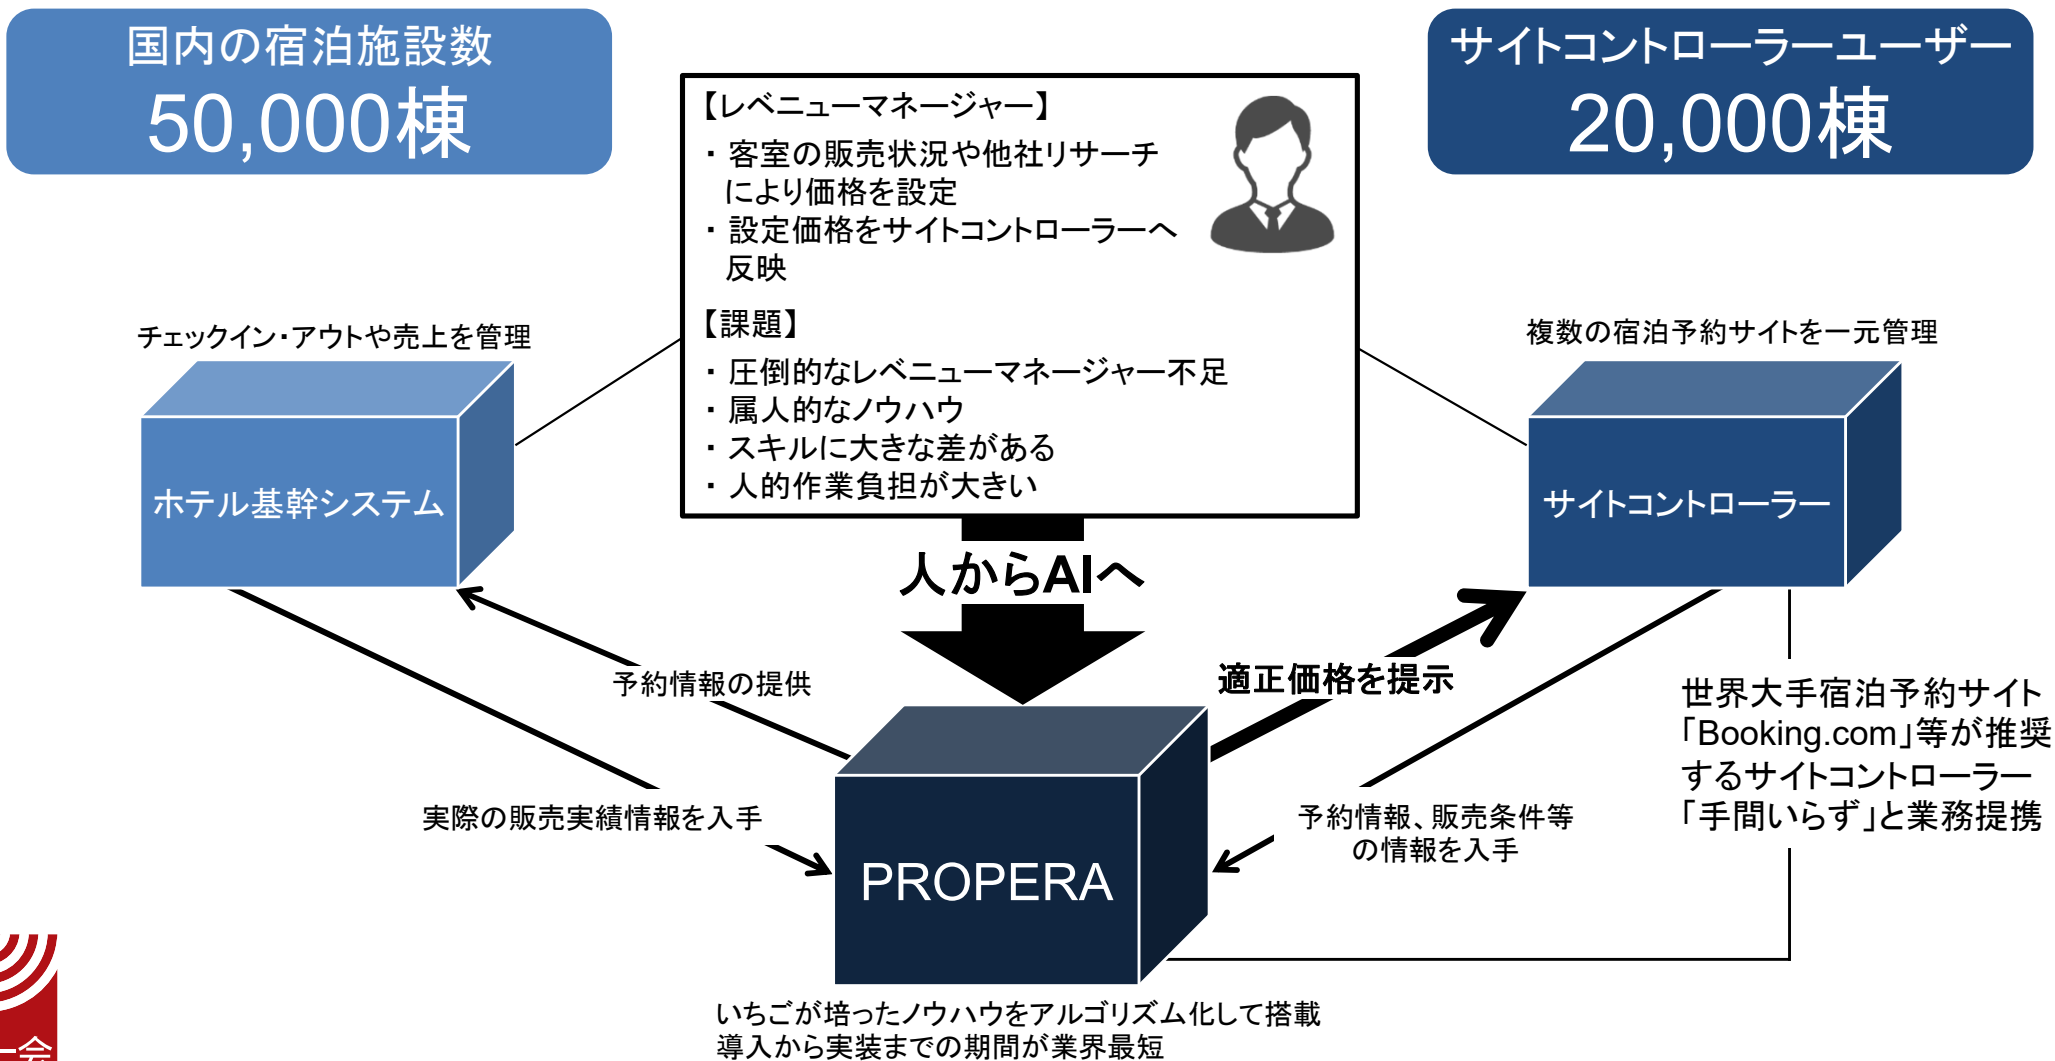 国内の宿泊施設数
50,000棟
サイトコントローラーユーザー
20,000棟
【レベニューマネージャー】
・ 客室の販売状況や他社リサーチ
により価格を設定
・ 設定価格をサイトコントローラーへ
反映
【課題】
・ 圧倒的なレベニューマネージャー不足
・ 属人的なノウハウ
・ スキルに大きな差がある
・ 人的作業負担が大きい
チェックイン・アウトや売上を管理
ホテル基幹システム
複数の宿泊予約サイトを一元管理
サイトコントローラー
人からAIへ
予約情報の提供
適正価格を提示
実際の販売実績情報を入手
予約情報、販売条件等
の情報を入手
世界大手宿泊予約サイト
「Booking.com」等が推奨
するサイトコントローラー
「手間いらず」と業務提携
PROPERA
いちごが培ったノウハウをアルゴリズム化して搭載
導入から実装までの期間が業界最短
一会